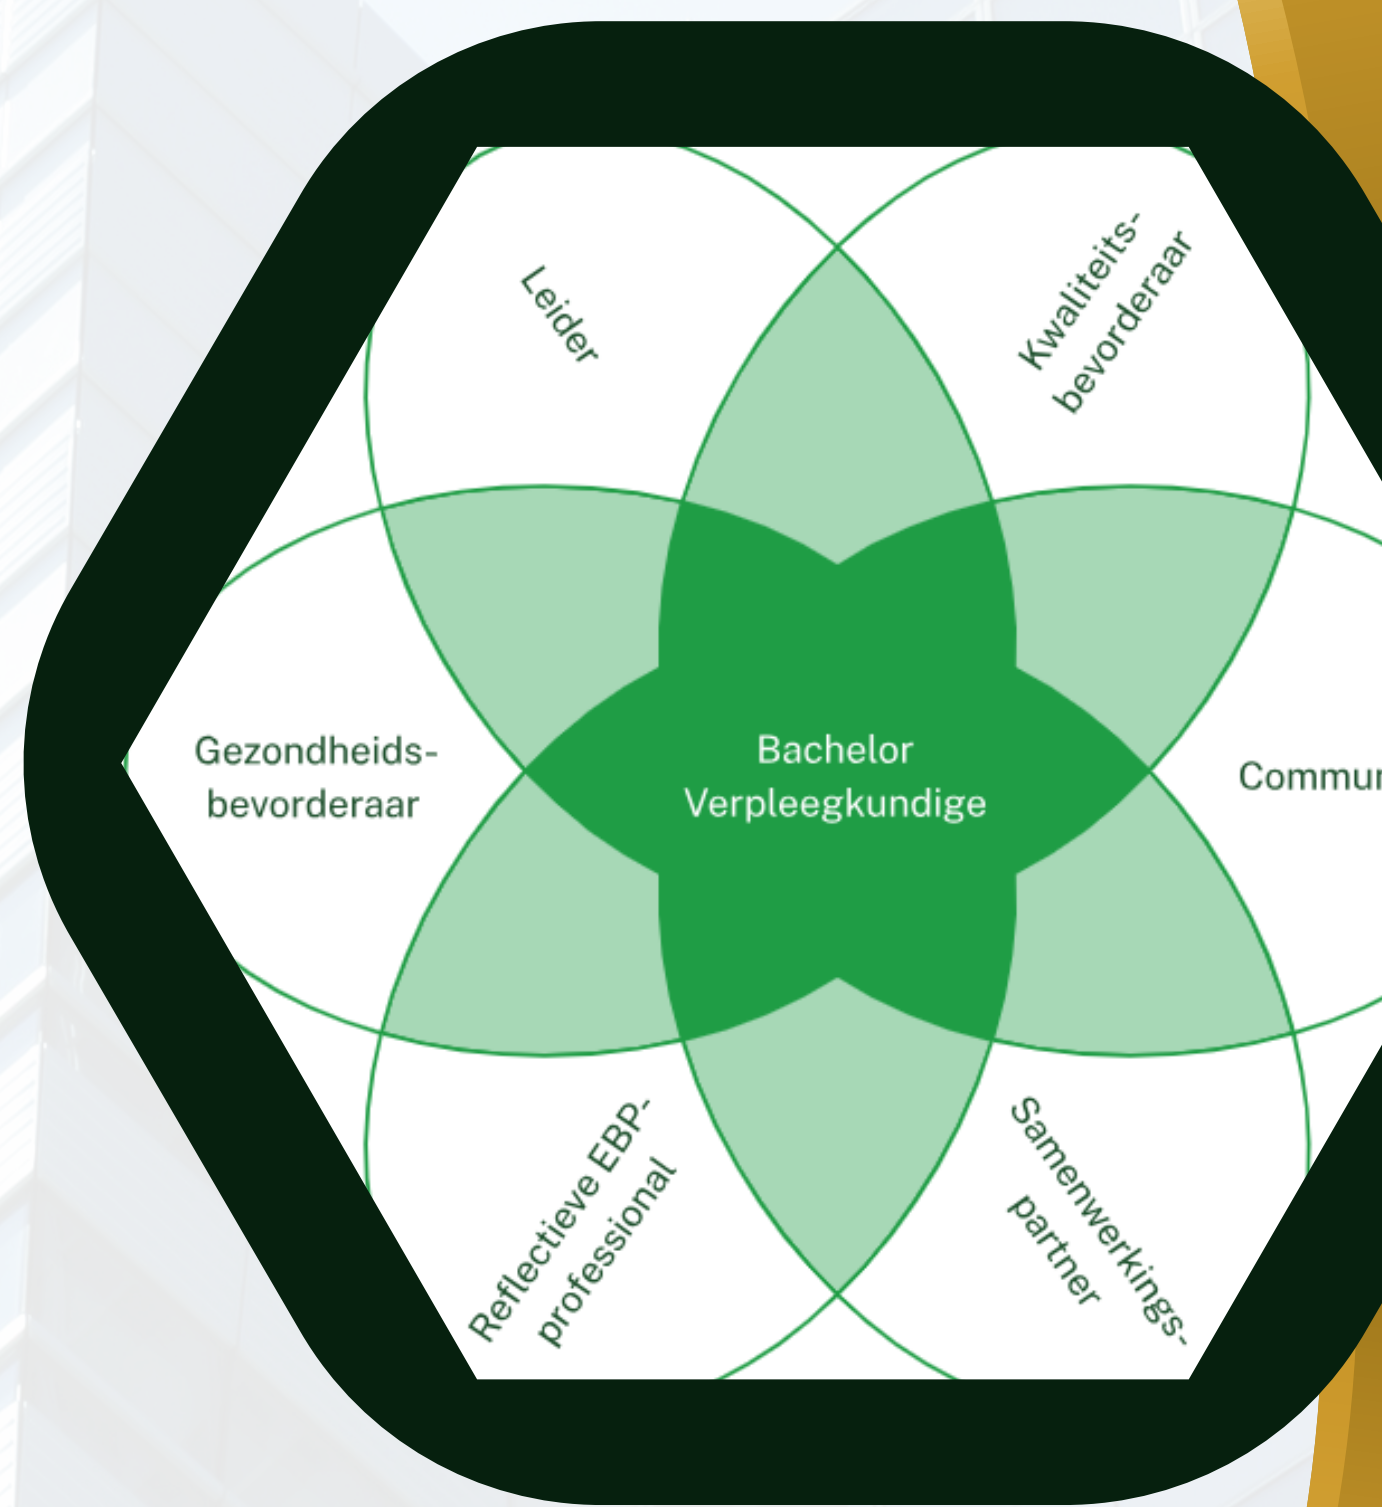 Leider
Kwaliteits-
bevorderaar
Gezondheids-
bevorderaar
Bachelor
Verpleegkundige
Reflectieve EBP-
professional
Samenwerkings-
partner